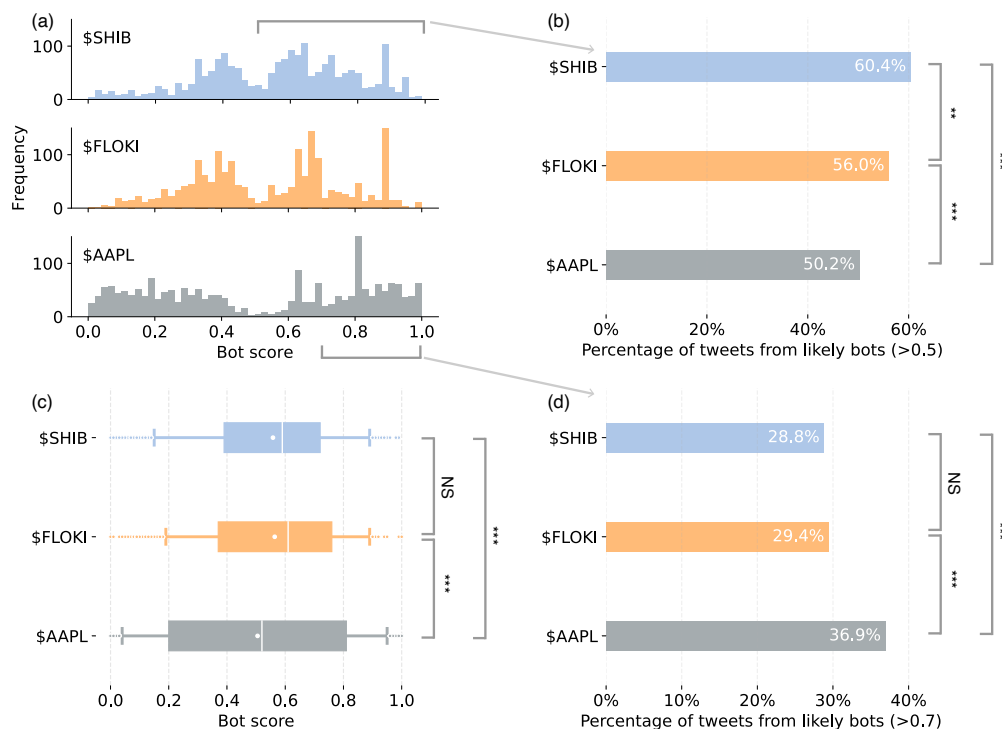 (a)
$SHIB
100
0
$FLOKI
100
0
$AAPL
100
0
Frequency
0.0 0.2 0.4 0.6 0.8 1.0
Bot score
(b)
$SHIB
60.4%
$FLOKI
56.0%
$AAPL
50.2%
**
***
***
0% 20% 40% 60%
Percentage of tweets from likely bots (>0.5)
(c)
$SHIB
$FLOKI
$AAPL
NS
***
***
0.0 0.2 0.4 0.6 0.8 1.0
Bot score
(d)
$SHIB
28.8%
$FLOKI
29.4%
$AAPL
36.9%
NS
***
***
0% 10% 20% 30% 40%
Percentage of tweets from likely bots (>0.7)